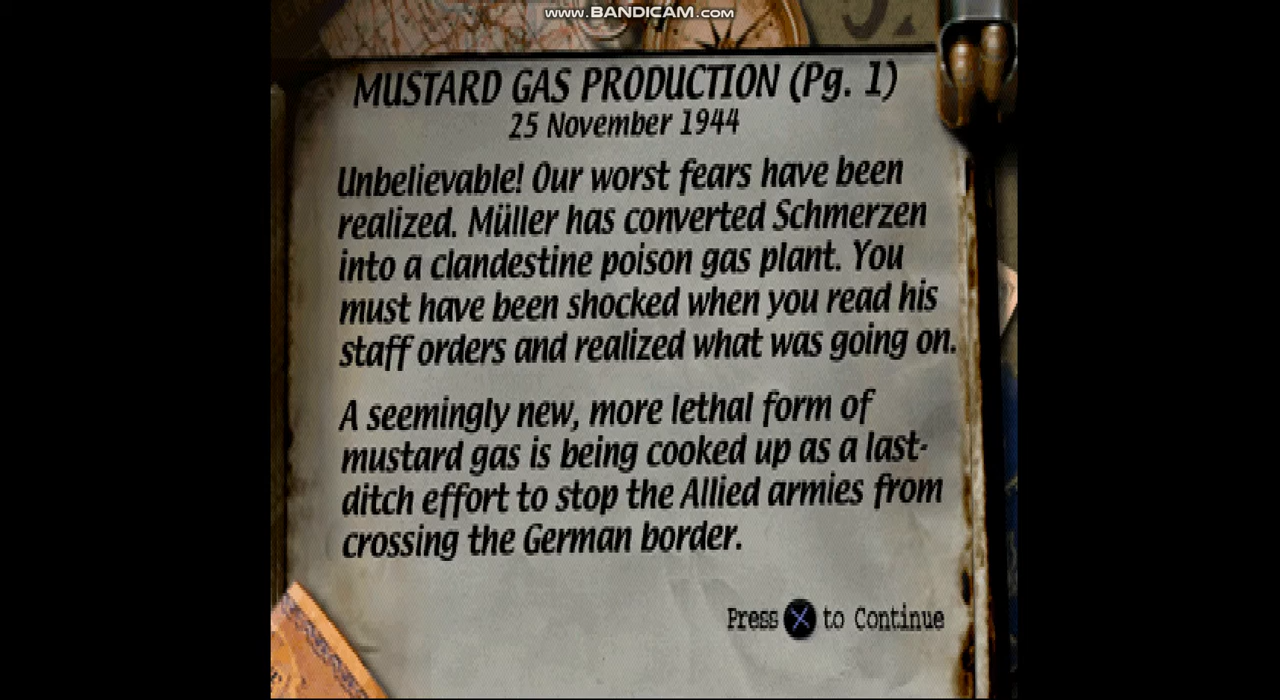 www.BANDICAM.com
MUSTARD GAS PRODUCTION (Pg. 1)
25 November 1944
Unbelievable! Our worst fears have been
realized. Müller has converted Schmerzen
into a clandestine poison gas plant. You
must have been shocked when you read his
staff orders and realized what was going on.
A seemingly new, more lethal form of
mustard gas is being cooked up as a last-
ditch effort to stop the Allied armies from
crossing the German border.
Press X to Continue